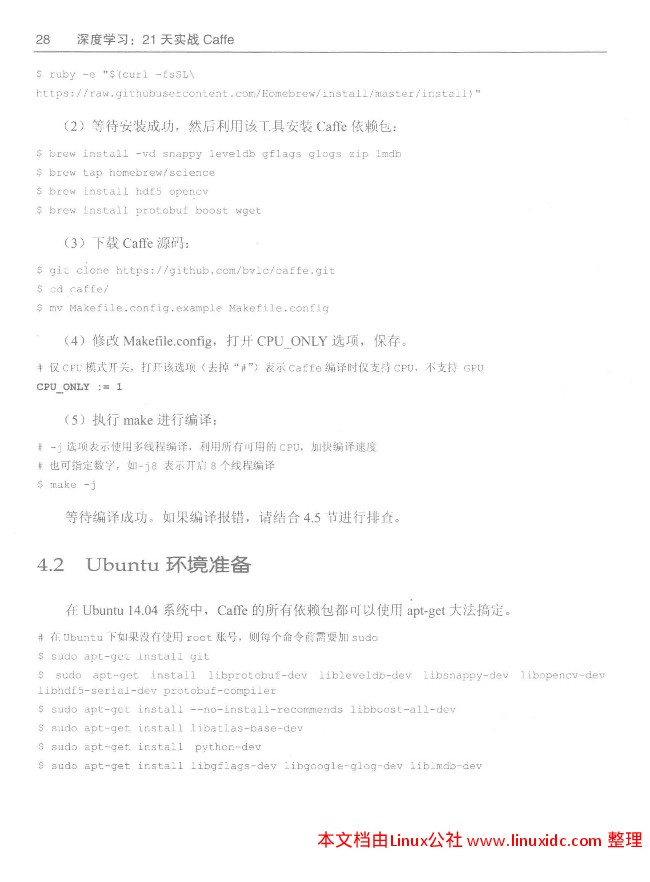 28 深度学习：21 天实战 Caffe
$ ruby -e "$(curl -fsSL\
https://raw.githubusercontent.com/Homebrew/install/master/install)"
（2）等待安装成功，然后利用该工具安装 Caffe 依赖包：
$ brew install -vd snappy leveldb gflags glogs zip lmdb
$ brew tap homebrew/science
$ brew install hdf5 opencv
$ brew install protobuf boost wget
（3）下载 Caffe 源码：
$ git clone https://github.com/bvlc/caffe.git
$ cd caffe/
$ mv Makefile.config.example Makefile.config
（4）修改 Makefile.config，打开 CPU_ONLY 选项，保存。
# 仅 CPU 模式开关，打开该选项（去掉“#”）表示 Caffe 编译时仅支持 CPU，不支持 GPU
CPU_ONLY := 1
（5）执行 make 进行编译：
# -j 选项表示使用多线程编译，利用所有可用的 CPU，加快编译速度
# 也可指定数字，如-j8 表示开启 8 个线程编译
$ make -j
等待编译成功。如果编译报错，请结合 4.5 节进行排查。
4.2 Ubuntu 环境准备
在 Ubuntu 14.04 系统中，Caffe 的所有依赖包都可以使用 apt-get 大法搞定。
# 在 Ubuntu 下如果没有使用 root 账号，则每个命令前需要加 sudo
$ sudo apt-get install git
$ sudo apt-get install libprotobuf-dev libleveldb-dev libsnappy-dev libopencv-dev
libhdf5-serial-dev protobuf-compiler
$ sudo apt-get install --no-install-recommends libboost-all-dev
$ sudo apt-get install libatlas-base-dev
$ sudo apt-get install python-dev
$ sudo apt-get install libgflags-dev libgoogle-glog-dev liblmdb-dev
本文档由Linux公社 www.linuxidc.com 整理